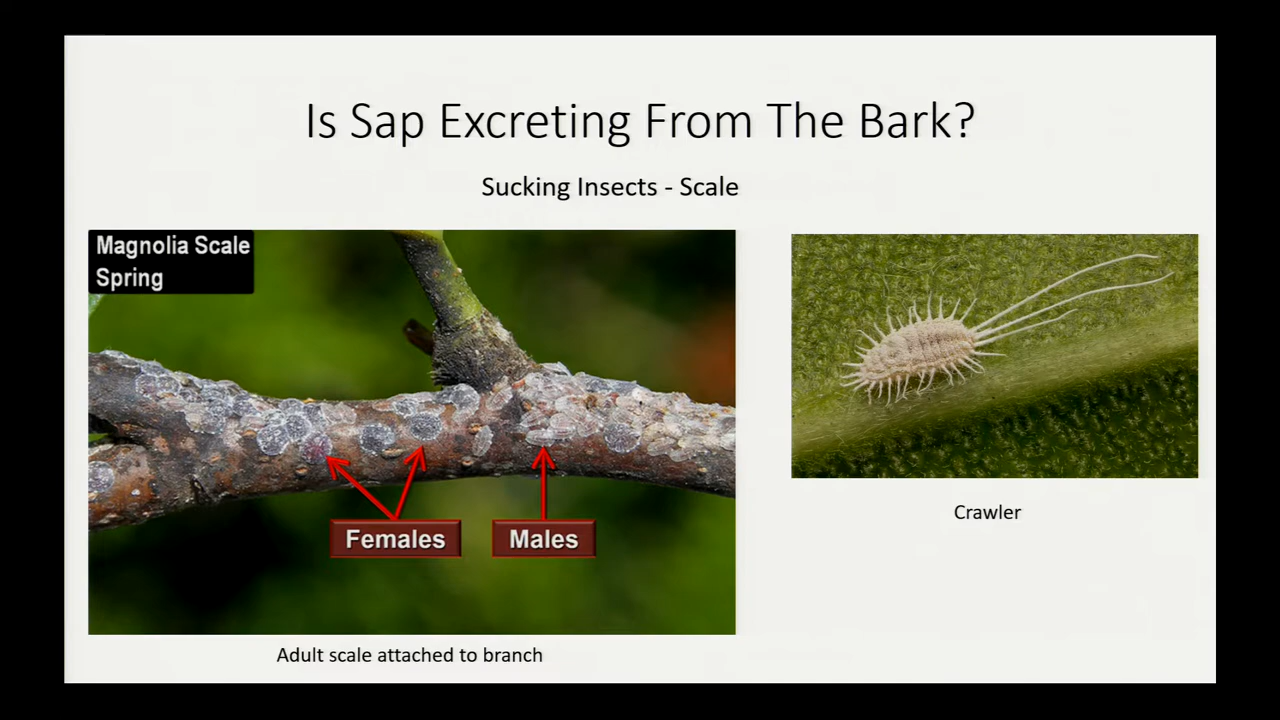 Is Sap Excreting From The Bark?
Sucking Insects - Scale
Magnolia Scale
Spring
Females
Males
Adult scale attached to branch
Crawler